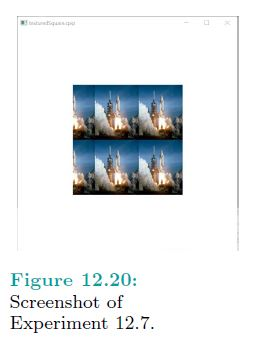 texturedSquare.cpp
Figure 12.20:
Screenshot of
Experiment 12.7.